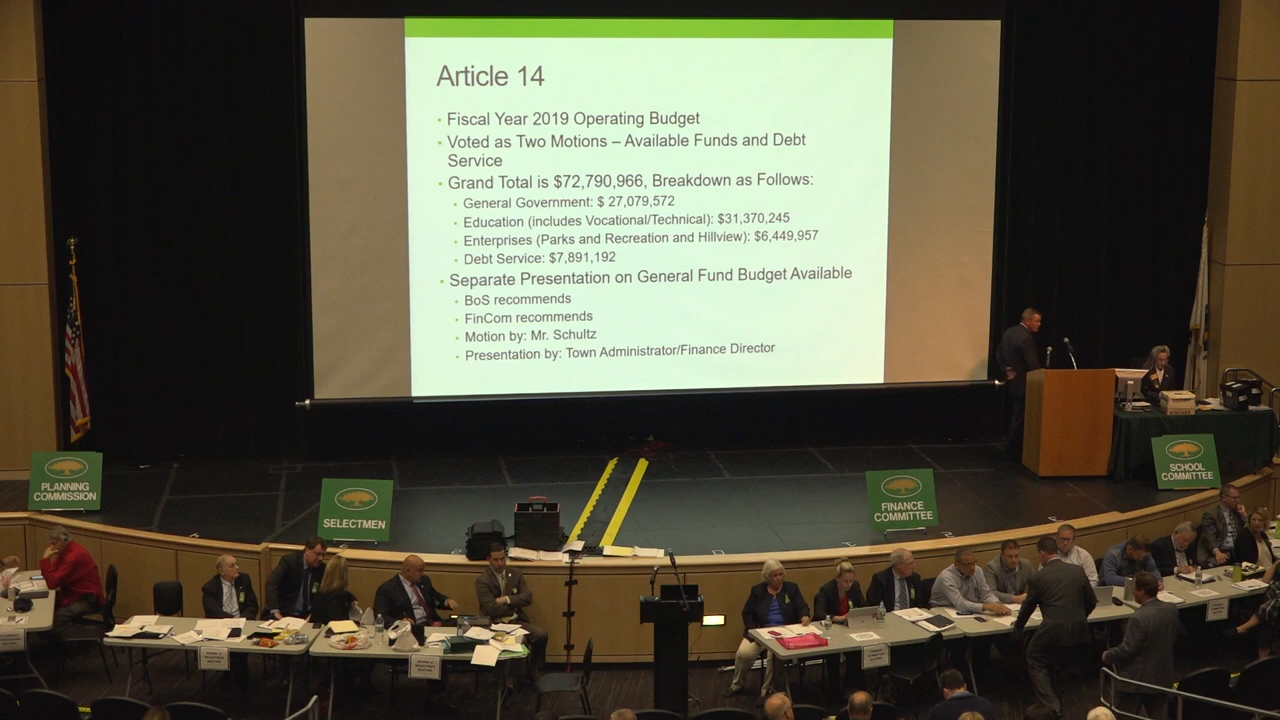 Article 14
• Fiscal Year 2019 Operating Budget
• Voted as Two Motions – Available Funds and Debt
Service
• Grand Total is $72,790,966, Breakdown as Follows:
• General Government: $ 27,079,572
• Education (includes Vocational/Technical): $31,370,245
• Enterprises (Parks and Recreation and Hillview): $6,449,957
• Debt Service: $7,891,192
• Separate Presentation on General Fund Budget Available
• BoS recommends
• FinCom recommends
• Motion by: Mr. Schultz
• Presentation by: Town Administrator/Finance Director
PLANNING
COMMISSION
SELECTMEN
FINANCE
COMMITTEE
SCHOOL
COMMITTEE